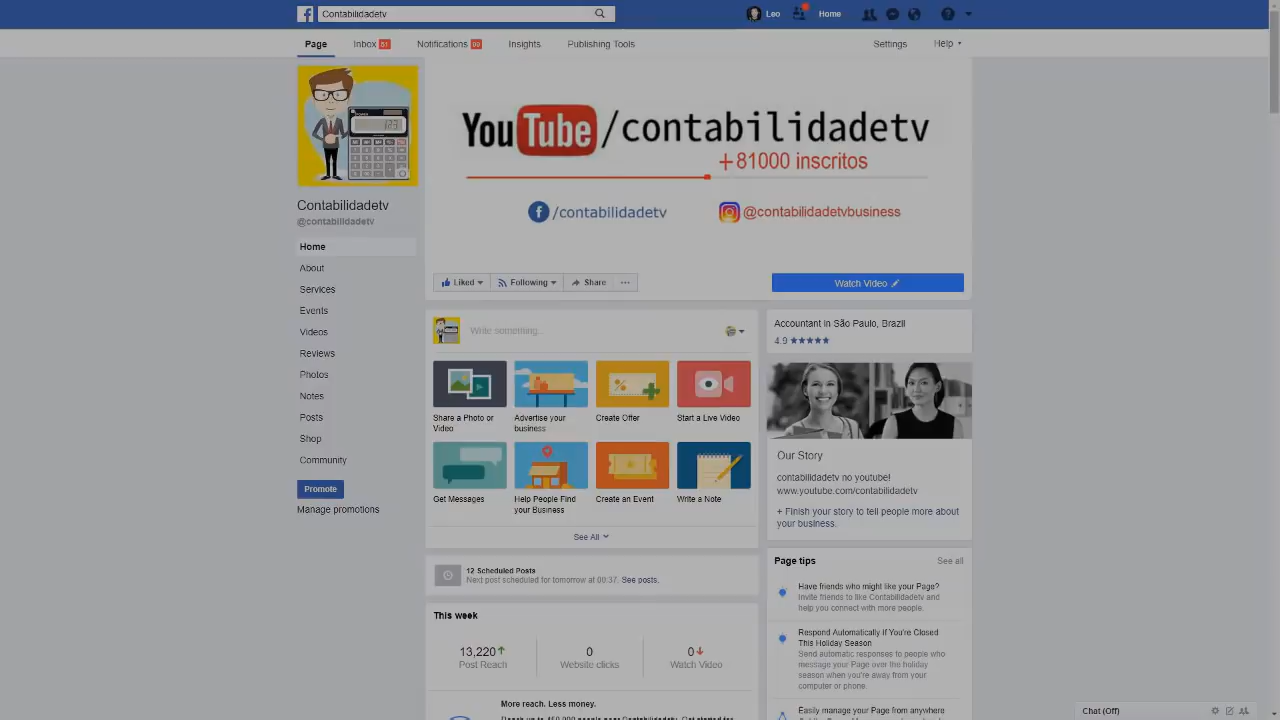 Contabilidadetv
Leo
Home
Page
Inbox 51
Notifications 99
Insights
Publishing Tools
Settings
Help
YouTube/contabilidadetv
+81000 inscritos
/contabilidadetv
@contabilidadetvbusiness
Contabilidadetv
@contabilidadetv
Home
About
Services
Events
Videos
Reviews
Photos
Notes
Posts
Shop
Community
Promote
Manage promotions
Liked
Following
Share
Watch Video
Write something...
Share a Photo or
Video
Advertise your
business
Create Offer
Start a Live Video
Get Messages
Help People Find
your Business
Create an Event
Write a Note
See All
12 Scheduled Posts
Next post scheduled for tomorrow at 00:37. See posts.
This week
13,220
Post Reach
0
Website clicks
0
Watch Video
More reach. Less money.
Accountant in São Paulo, Brazil
4.9
Our Story
contabilidadetv no youtube!
www.youtube.com/contabilidadetv
+ Finish your story to tell people more about
your business.
Page tips
See all
Have friends who might like your Page?
Invite friends to like Contabilidadetv and
help you connect with more people.
Respond Automatically If You're Closed
This Holiday Season
Send automatic responses to people who
message your Page over the holiday
season when you're away from your
computer or phone.
Easily manage your Page from anywhere
Chat (Off)